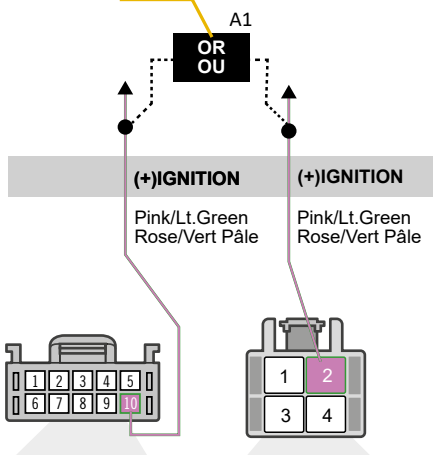 A1
OR
OU
(+)IGNITION
(+)IGNITION
Pink/Lt.Green
Rose/Vert Pâle
Pink/Lt.Green
Rose/Vert Pâle
1 2 3 4 5
6 7 8 9 10
1 2
3 4